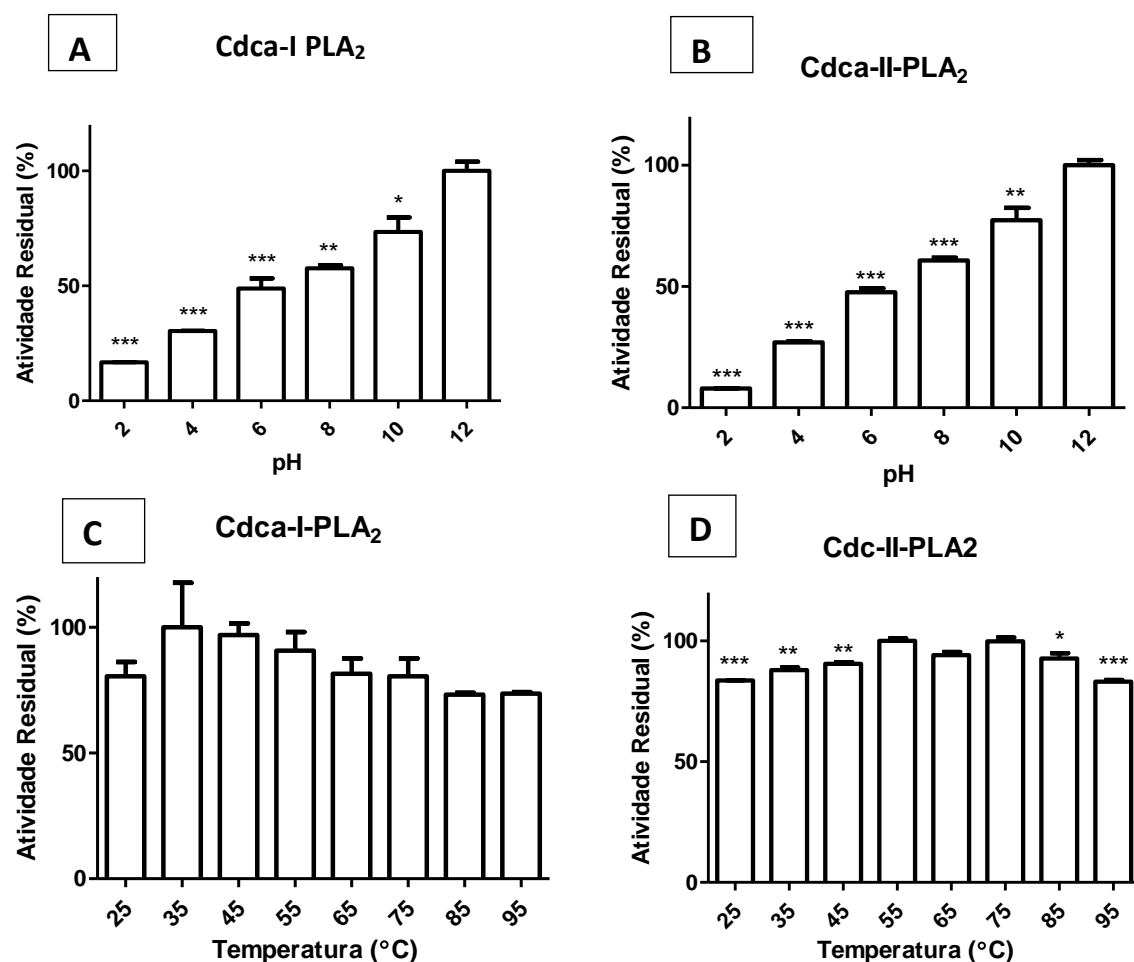 A
Cdca-I PLA₂
Atividade Residual (%)
100
50
0
***
***
***
**
*
2 4 6 8 10 12
pH
B
Cdca-II-PLA₂
Atividade Residual (%)
100
50
0
***
***
***
***
**
2 4 6 8 10 12
pH
C
Cdca-I-PLA₂
Atividade Residual (%)
100
50
0
25 35 45 55 65 75 85 95
Temperatura (°C)
D
Cdc-II-PLA2
Atividade Residual (%)
100
50
0
***
**
**
*
***
25 35 45 55 65 75 85 95
Temperatura (°C)